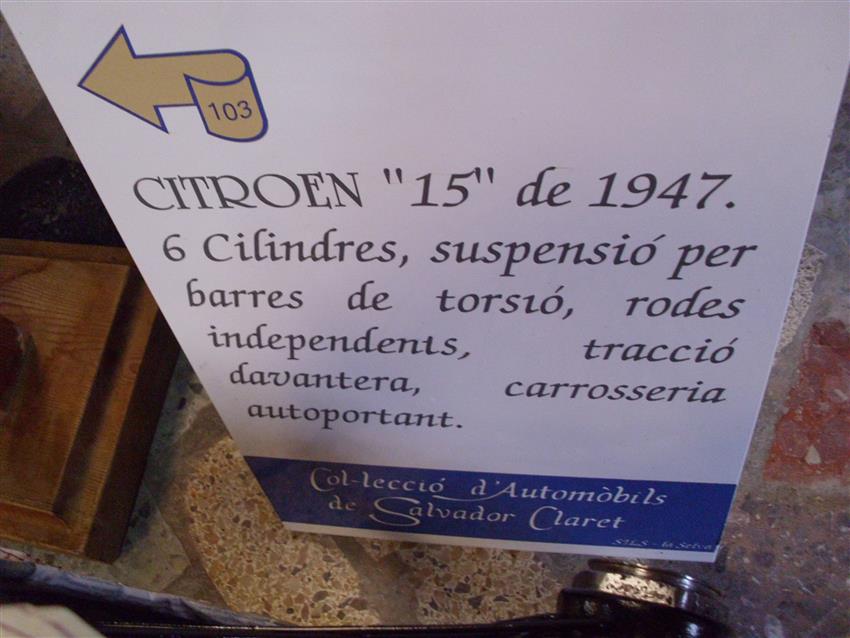 103
CITROEN "15" de 1947.
6 Cilindres, suspensió per
barres de torsió, rodes
independents, tracció
davantera, carrosseria
autoportant.
Col·lecció d'Automòbils
de Salvador Claret
SILS - la Selva